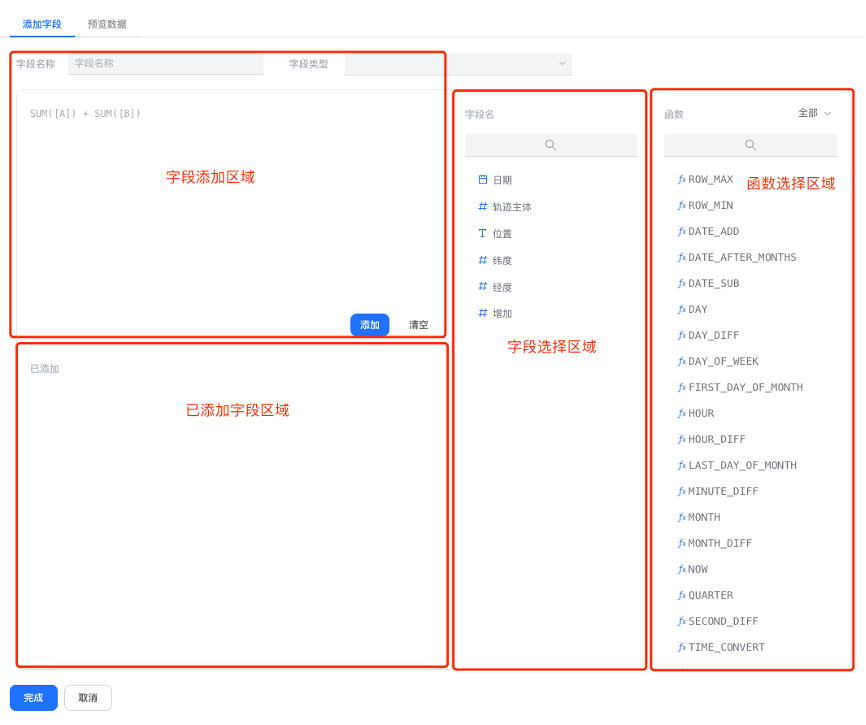 添加字段
预览数据
字段名称
字段名称
字段类型
SUM([A]) + SUM([B])
字段添加区域
添加
清空
已添加
已添加字段区域
字段名
日期
轨迹主体
位置
纬度
经度
增加
字段选择区域
函数
全部
函数选择区域
fx ROW_MAX
fx ROW_MIN
fx DATE_ADD
fx DATE_AFTER_MONTHS
fx DATE_SUB
fx DAY
fx DAY_DIFF
fx DAY_OF_WEEK
fx FIRST_DAY_OF_MONTH
fx HOUR
fx HOUR_DIFF
fx LAST_DAY_OF_MONTH
fx MINUTE_DIFF
fx MONTH
fx MONTH_DIFF
fx NOW
fx QUARTER
fx SECOND_DIFF
fx TIME_CONVERT
完成
取消